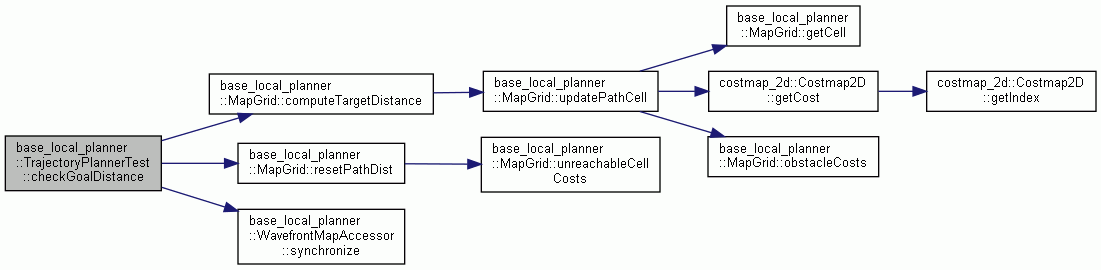 base_local_planner
::TrajectoryPlannerTest
::checkGoalDistance
base_local_planner
::MapGrid::computeTargetDistance
base_local_planner
::MapGrid::resetPathDist
base_local_planner
::WavefrontMapAccessor
::synchronize
base_local_planner
::MapGrid::updatePathCell
base_local_planner
::MapGrid::unreachableCell
Costs
base_local_planner
::MapGrid::getCell
costmap_2d::Costmap2D
::getCost
base_local_planner
::MapGrid::obstacleCosts
costmap_2d::Costmap2D
::getIndex